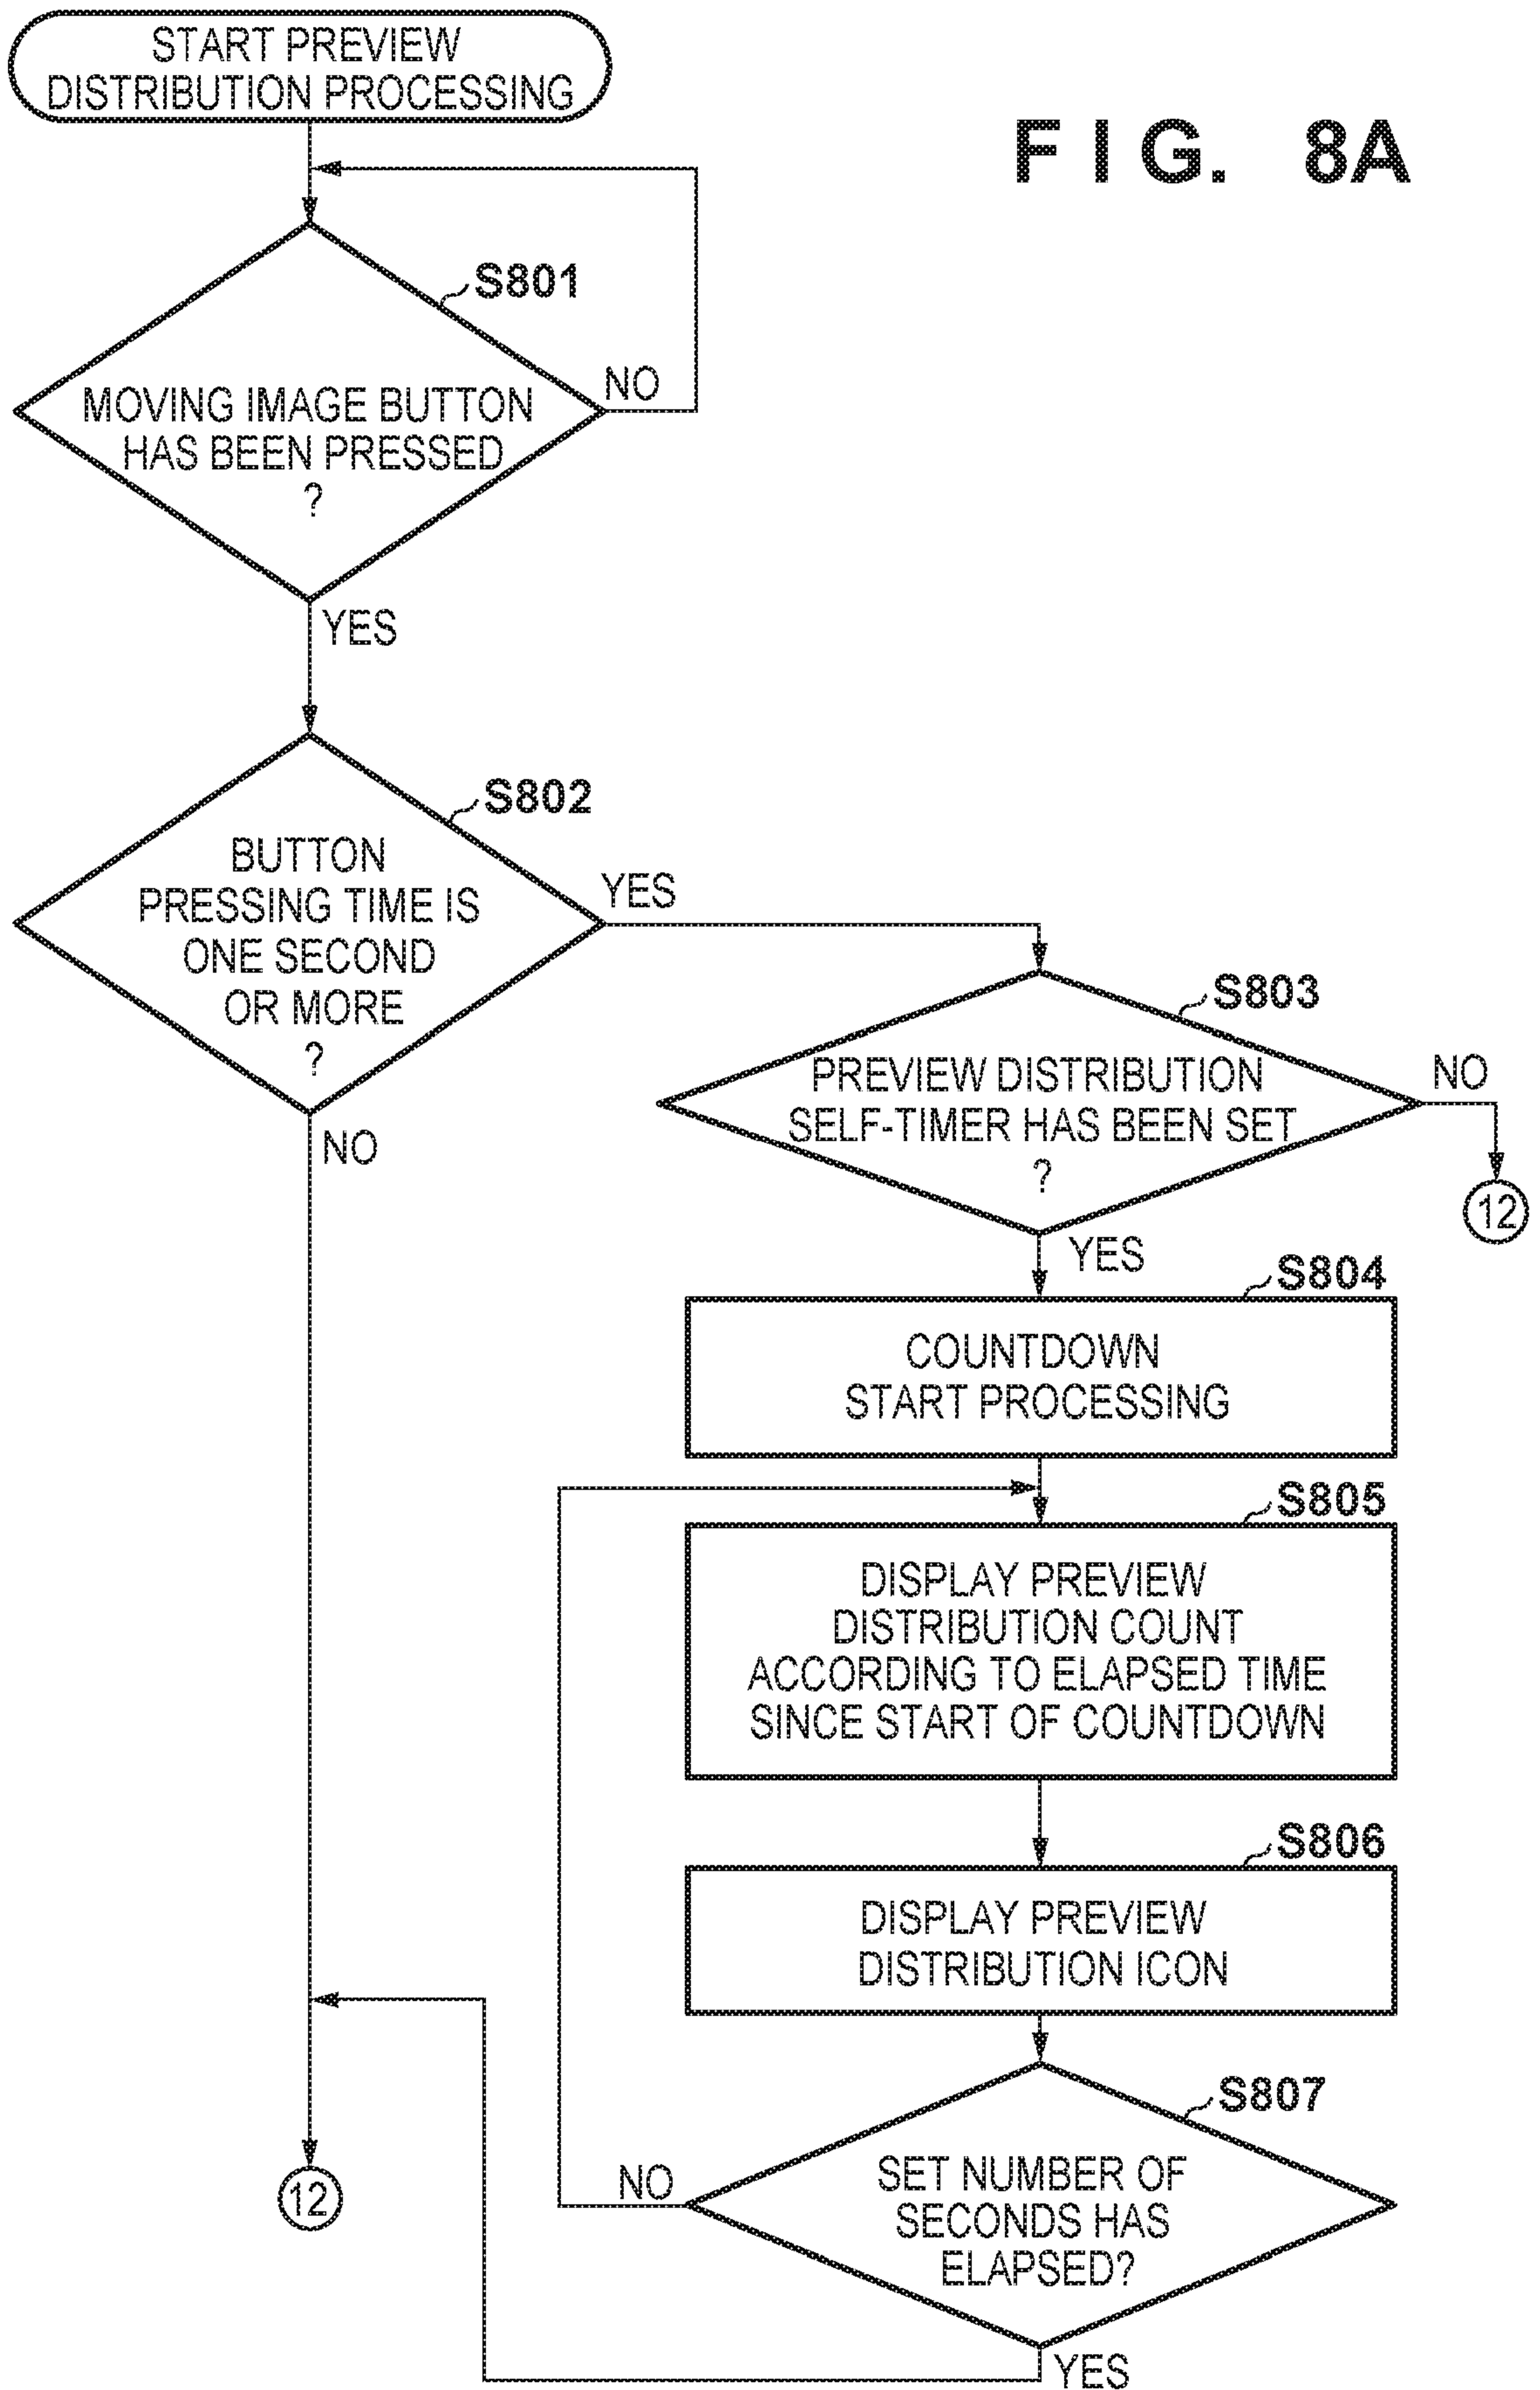 START PREVIEW
DISTRIBUTION PROCESSING
F I G. 8A
S801
MOVING IMAGE BUTTON
HAS BEEN PRESSED
?
NO
YES
S802
BUTTON
PRESSING TIME IS
ONE SECOND
OR MORE
?
YES
NO
S803
PREVIEW DISTRIBUTION
SELF-TIMER HAS BEEN SET
?
NO
12
YES
S804
COUNTDOWN
START PROCESSING
S805
DISPLAY PREVIEW
DISTRIBUTION COUNT
ACCORDING TO ELAPSED TIME
SINCE START OF COUNTDOWN
S806
DISPLAY PREVIEW
DISTRIBUTION ICON
S807
SET NUMBER OF
SECONDS HAS
ELAPSED?
NO
YES
12